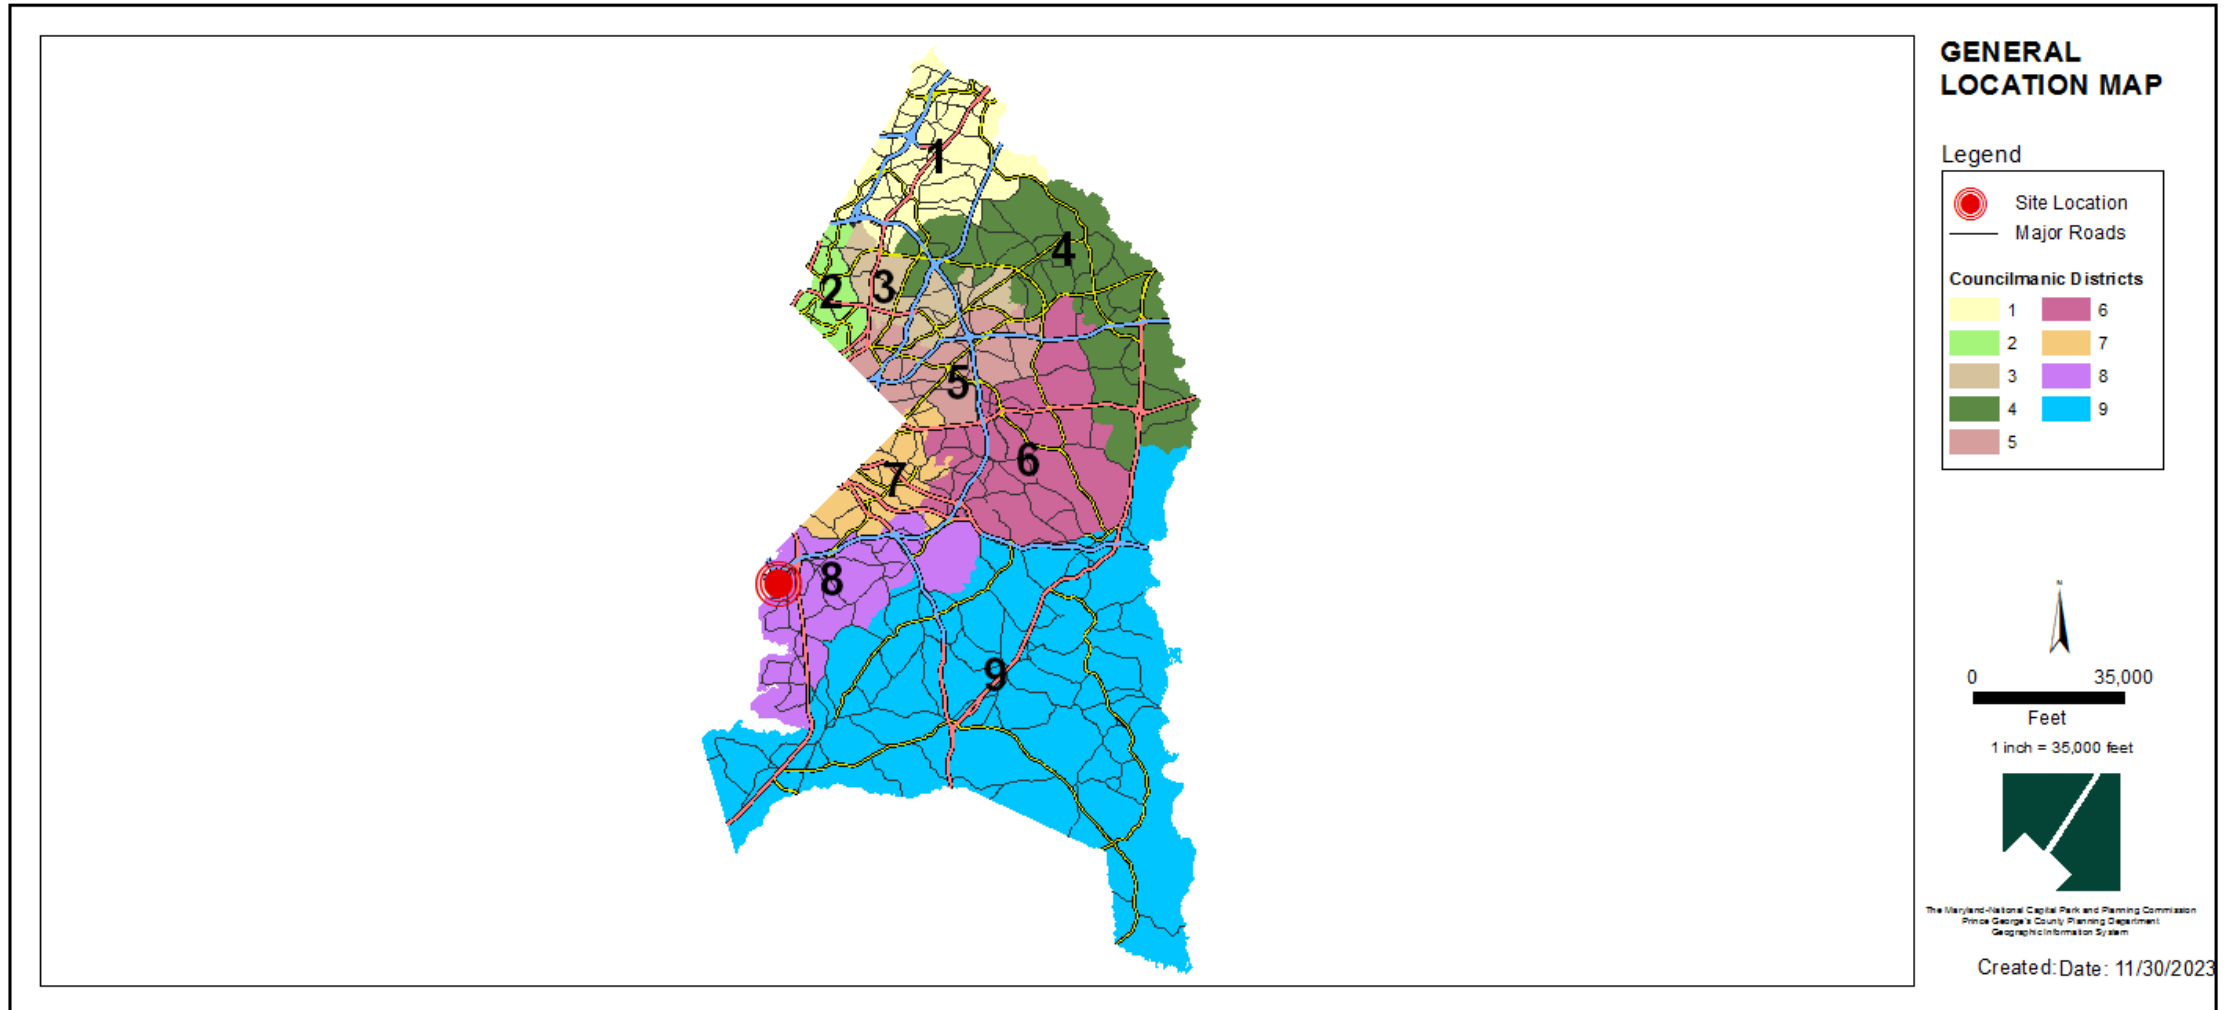 GENERAL
LOCATION MAP
Legend
Site Location
Major Roads
Councilmanic Districts
1 6
2 7
3 8
4 9
5
1
2
3
4
5
6
7
8
9
N
0 35,000
Feet
1 inch = 35,000 feet
The Maryland-National Capital Park and Planning Commission
Prince George's County Planning Department
Geographic Information System
Created: Date: 11/30/2023